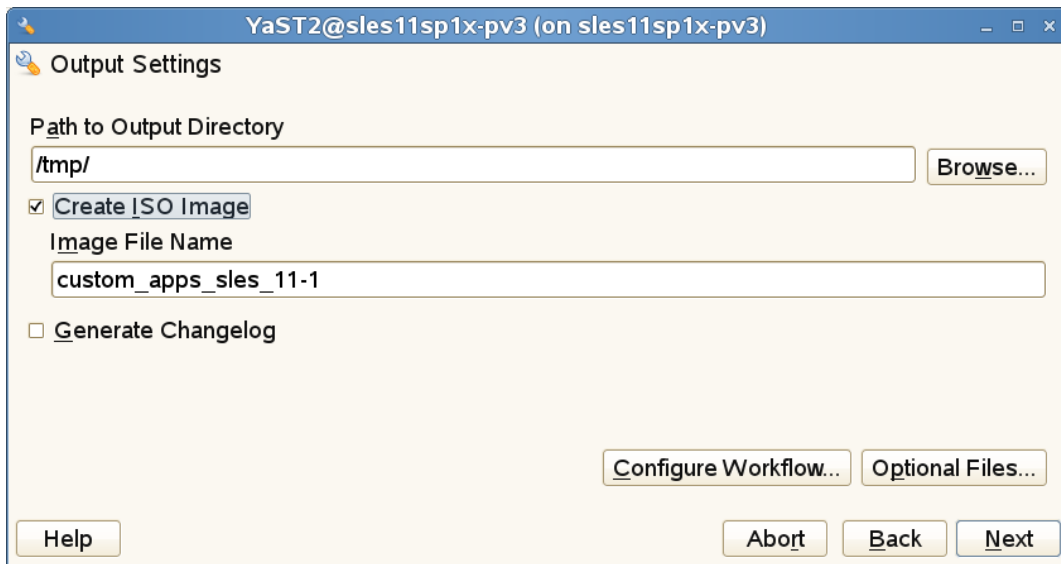 YaST2@sles11sp1x-pv3 (on sles11sp1x-pv3)
Output Settings
Path to Output Directory
/tmp/
Browse...
Create ISO Image
Image File Name
custom_apps_sles_11-1
Generate Changelog
Configure Workflow... Optional Files...
Help Abort Back Next